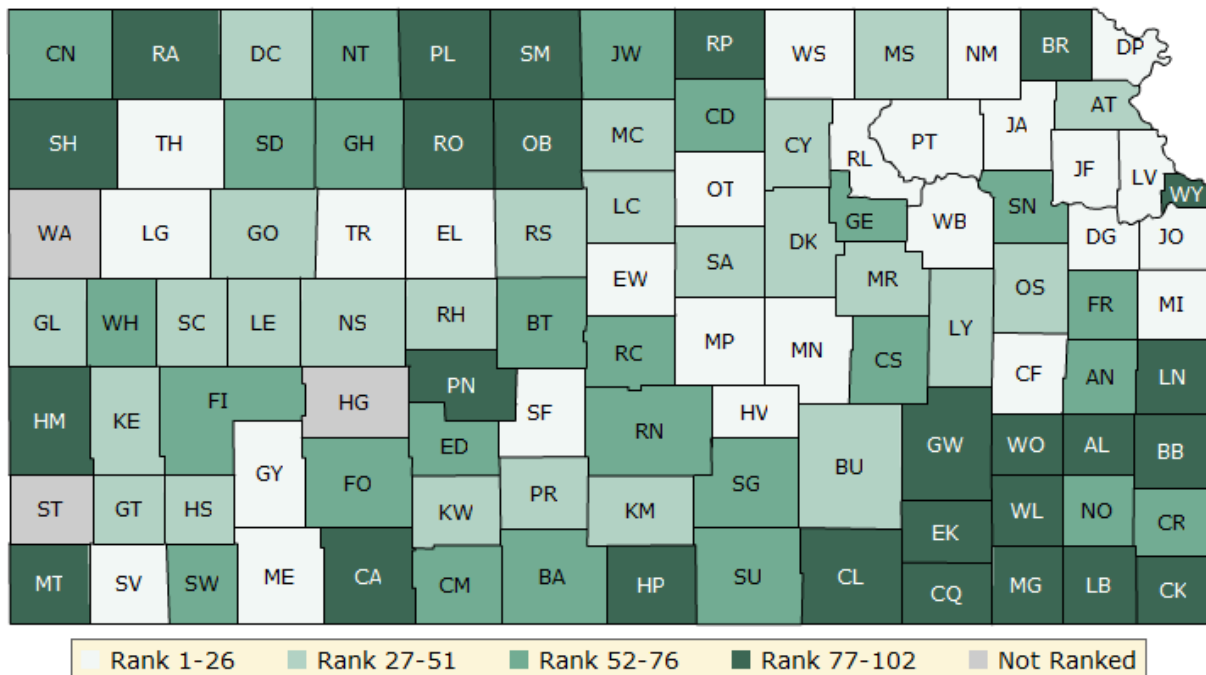 CN RA DC NT PL SM JW RP WS MS NM BR DP
SH TH SD GH RO OB MC CD CY RL PT JA AT
JF LV WY
OT
WA LG GO TR EL RS LC GE WB SN DG JO
EW SA DK MR OS
GL WH SC LE NS RH BT LY FR MI
RC MP MN CS CF AN LN
HM KE FI HG PN SF HV
ED RN GW WO AL BB
GY FO BU
ST GT HS KW PR KM SG WL NO CR
EK
MT SV SW ME CA CM BA HP SU CL CQ MG LB CK
Rank 1-26 Rank 27-51 Rank 52-76 Rank 77-102 Not Ranked